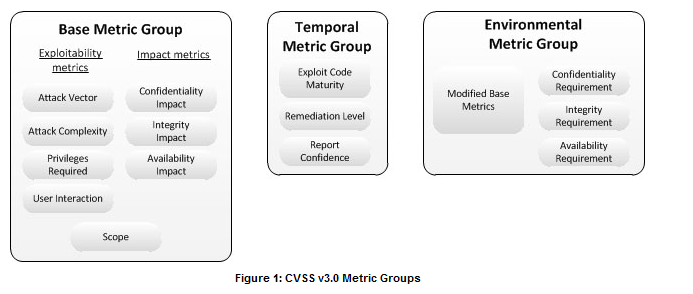 Base Metric Group
Exploitability
metrics
Impact metrics
Attack Vector
Attack Complexity
Privileges
Required
User Interaction
Confidentiality
Impact
Integrity
Impact
Availability
Impact
Scope
Temporal
Metric Group
Exploit Code
Maturity
Remediation Level
Report
Confidence
Environmental
Metric Group
Modified Base
Metrics
Confidentiality
Requirement
Integrity
Requirement
Availability
Requirement
Figure 1: CVSS v3.0 Metric Groups